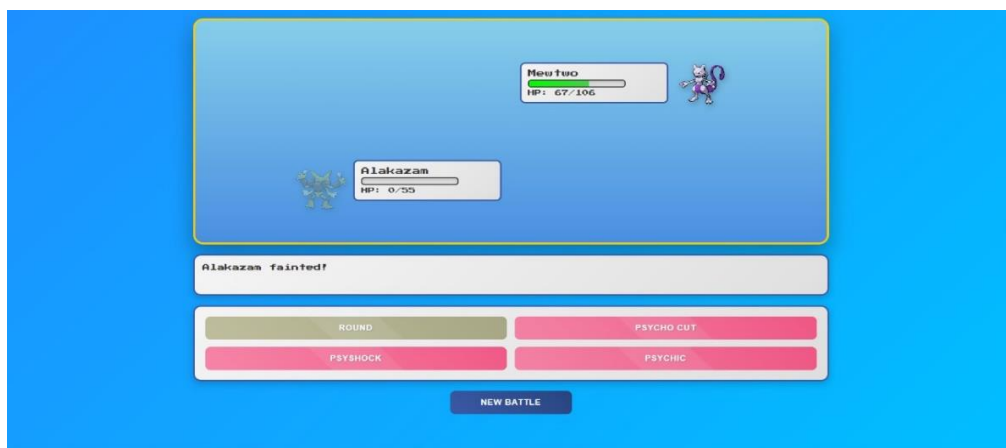 Mewtwo
HP: 67/106
Alakazam
HP: 0/55
Alakazam fainted!
ROUND
PSYCHO CUT
PSYSHOCK
PSYCHIC
NEW BATTLE